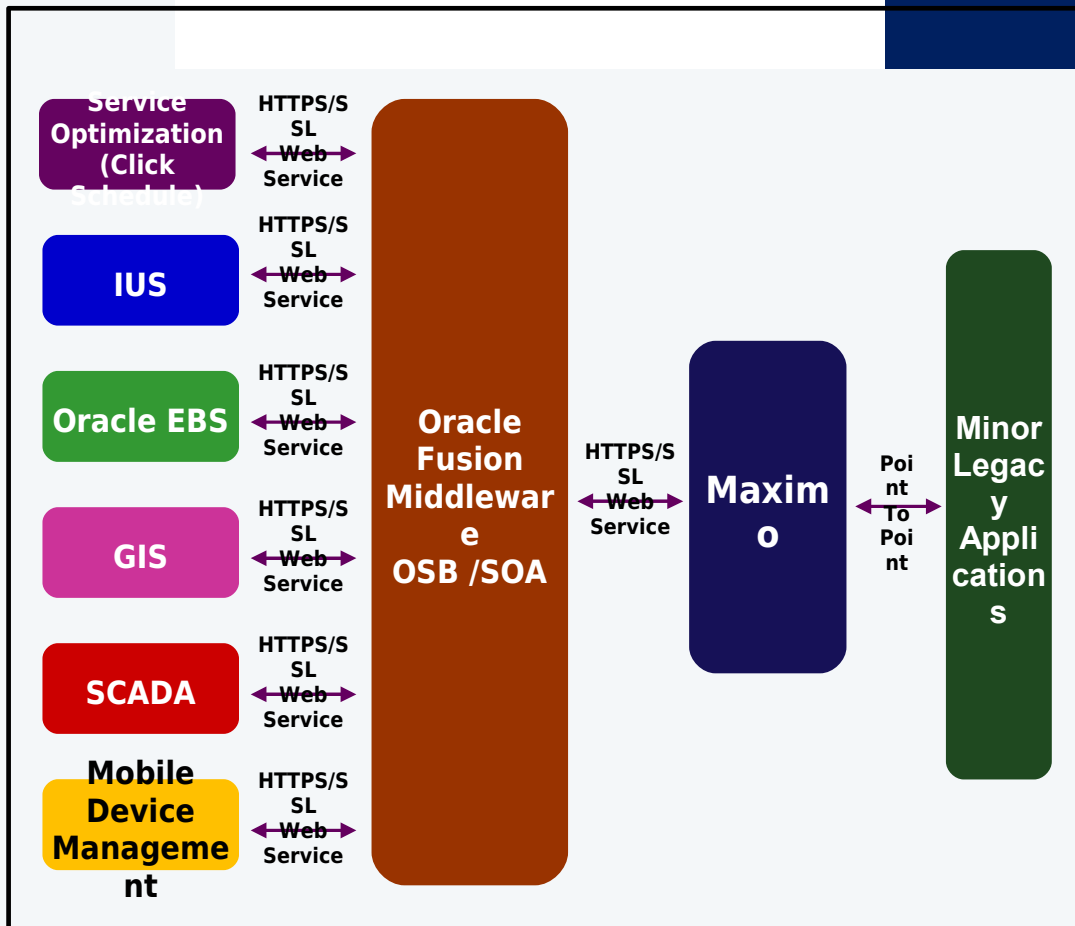 Service
Optimization
(Click
Schedule)
HTTPS/S
SL
Web
Service
IUS
HTTPS/S
SL
Web
Service
Oracle EBS
HTTPS/S
SL
Web
Service
GIS
HTTPS/S
SL
Web
Service
SCADA
HTTPS/S
SL
Web
Service
Mobile
Device
Manageme
nt
HTTPS/S
SL
Web
Service
Oracle
Fusion
Middlewar
e
OSB /SOA
HTTPS/S
SL
Web
Service
Maxim
o
Poi
nt
To
Poi
nt
Minor
Legac
y
Appli
cation
s